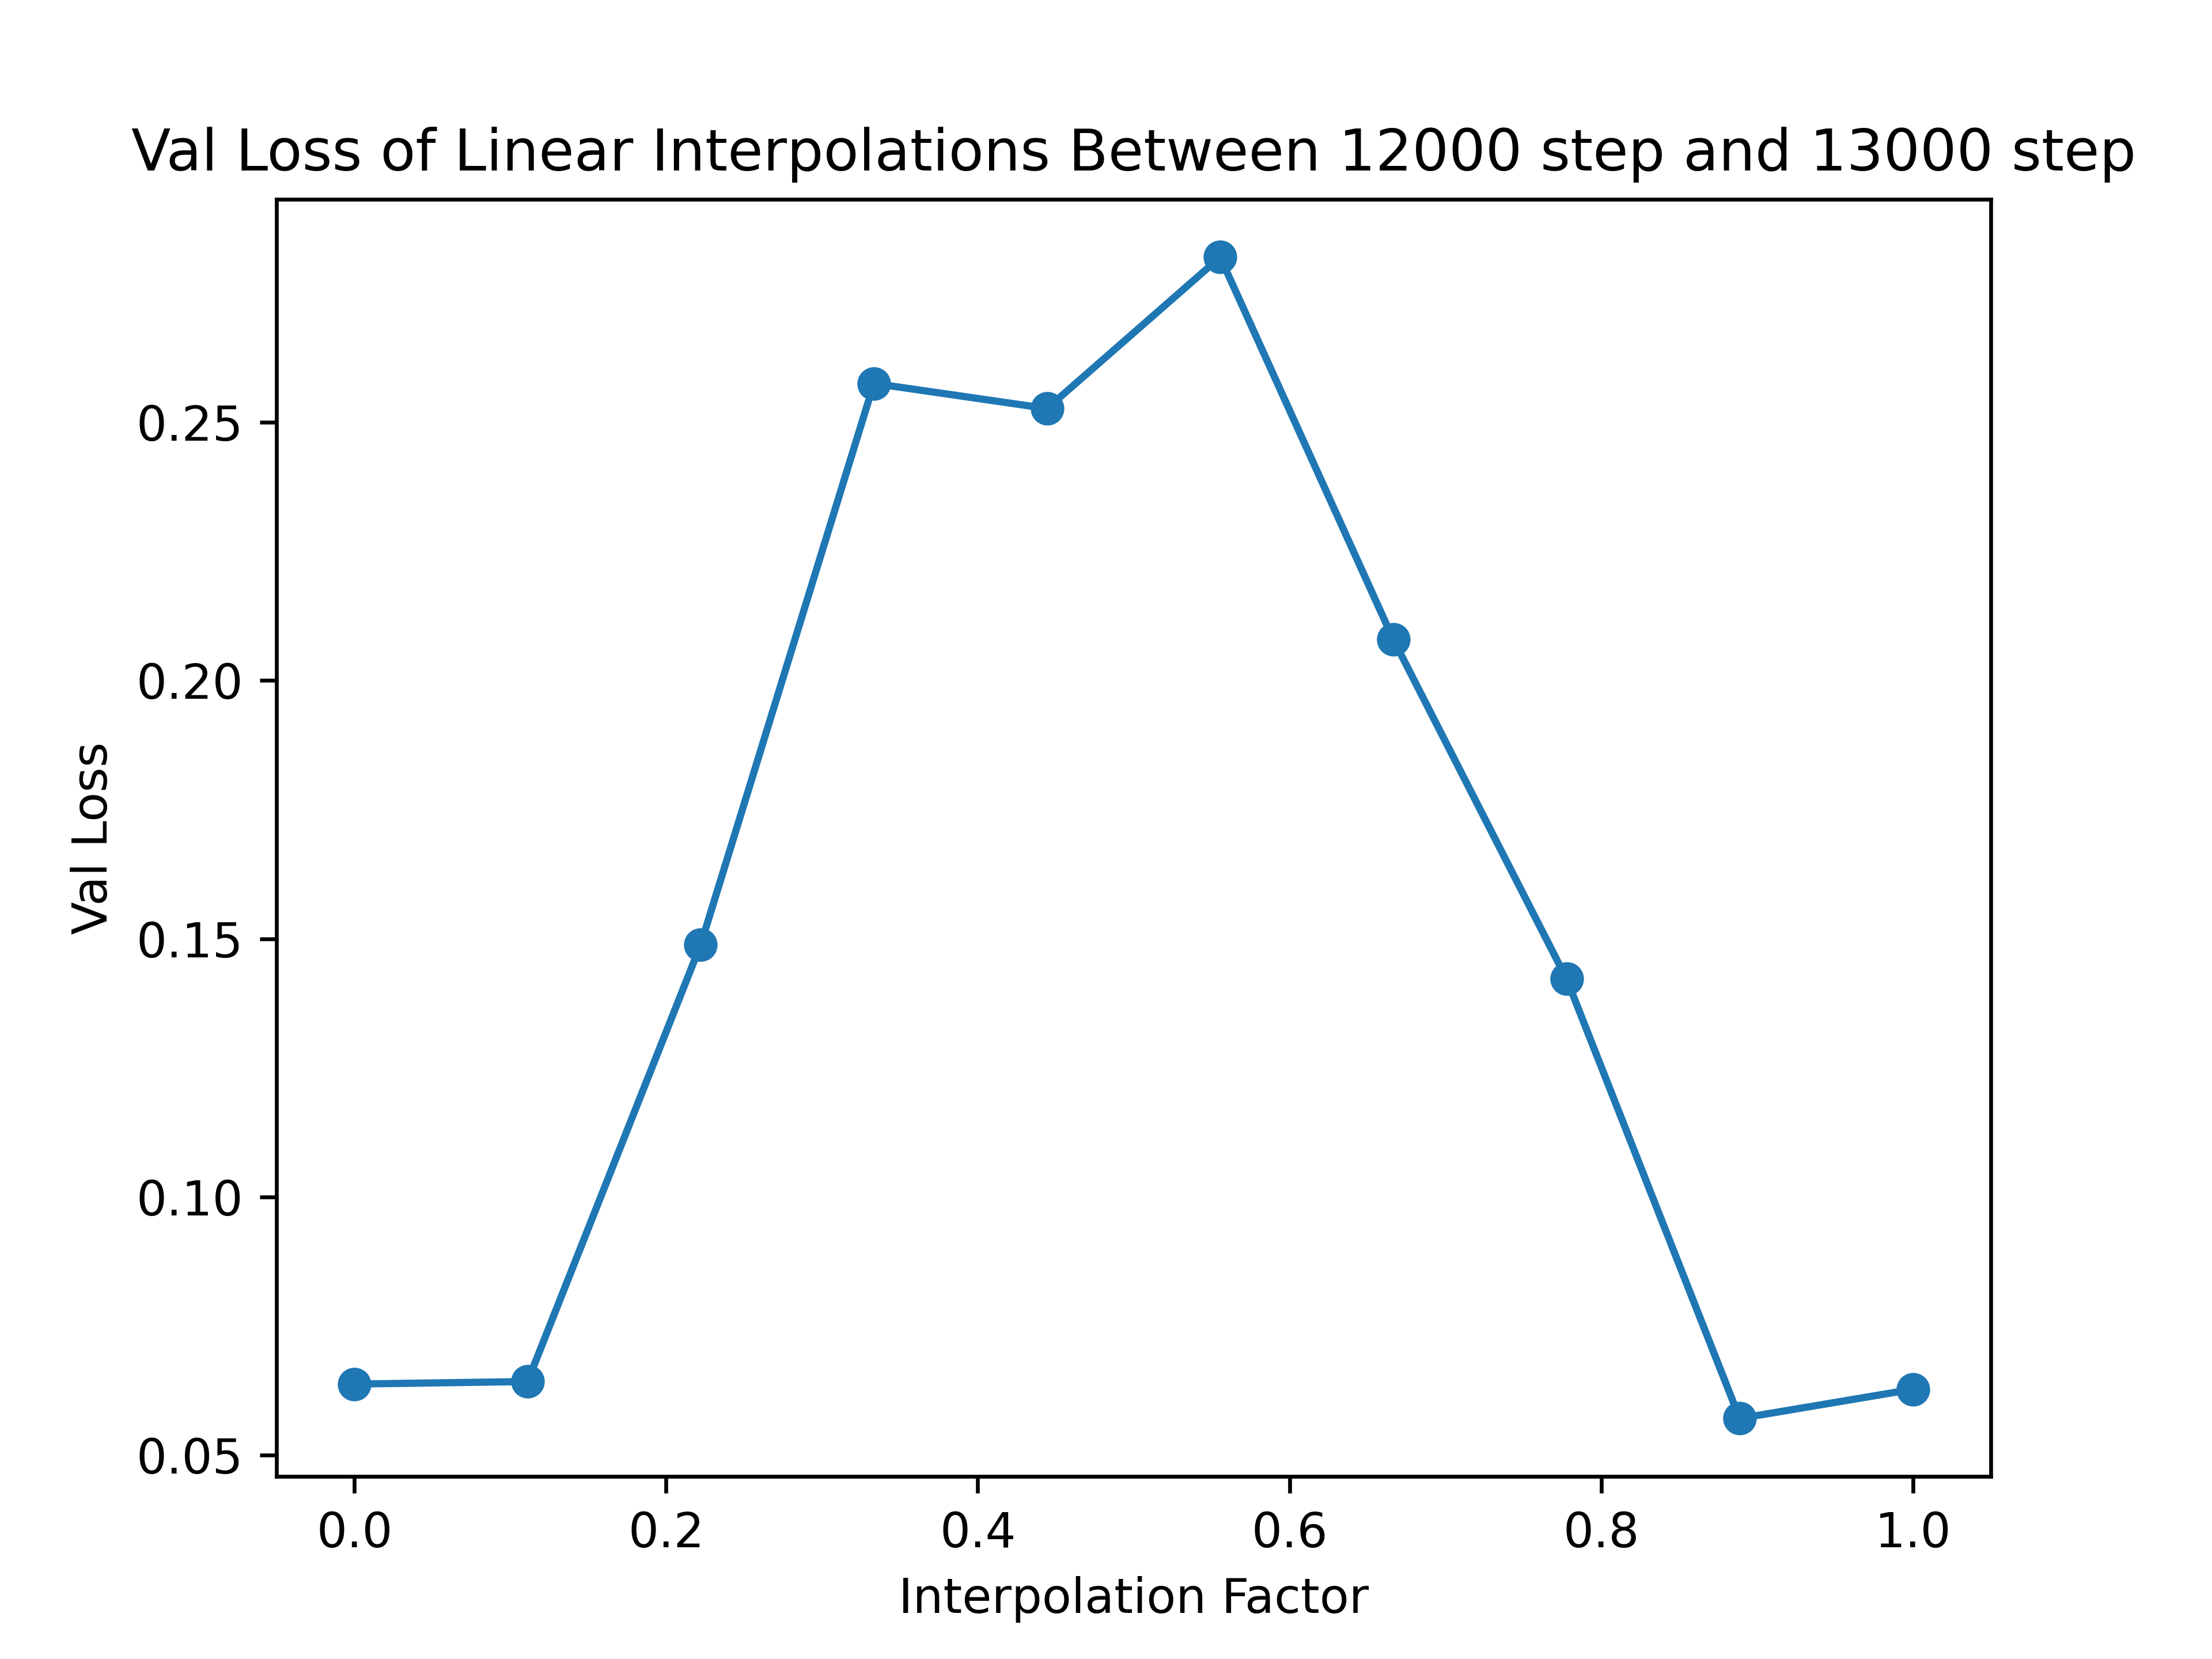 Val Loss of Linear Interpolations Between 12000 step and 13000 step
Val Loss
0.25
0.20
0.15
0.10
0.05
0.0 0.2 0.4 0.6 0.8 1.0
Interpolation Factor